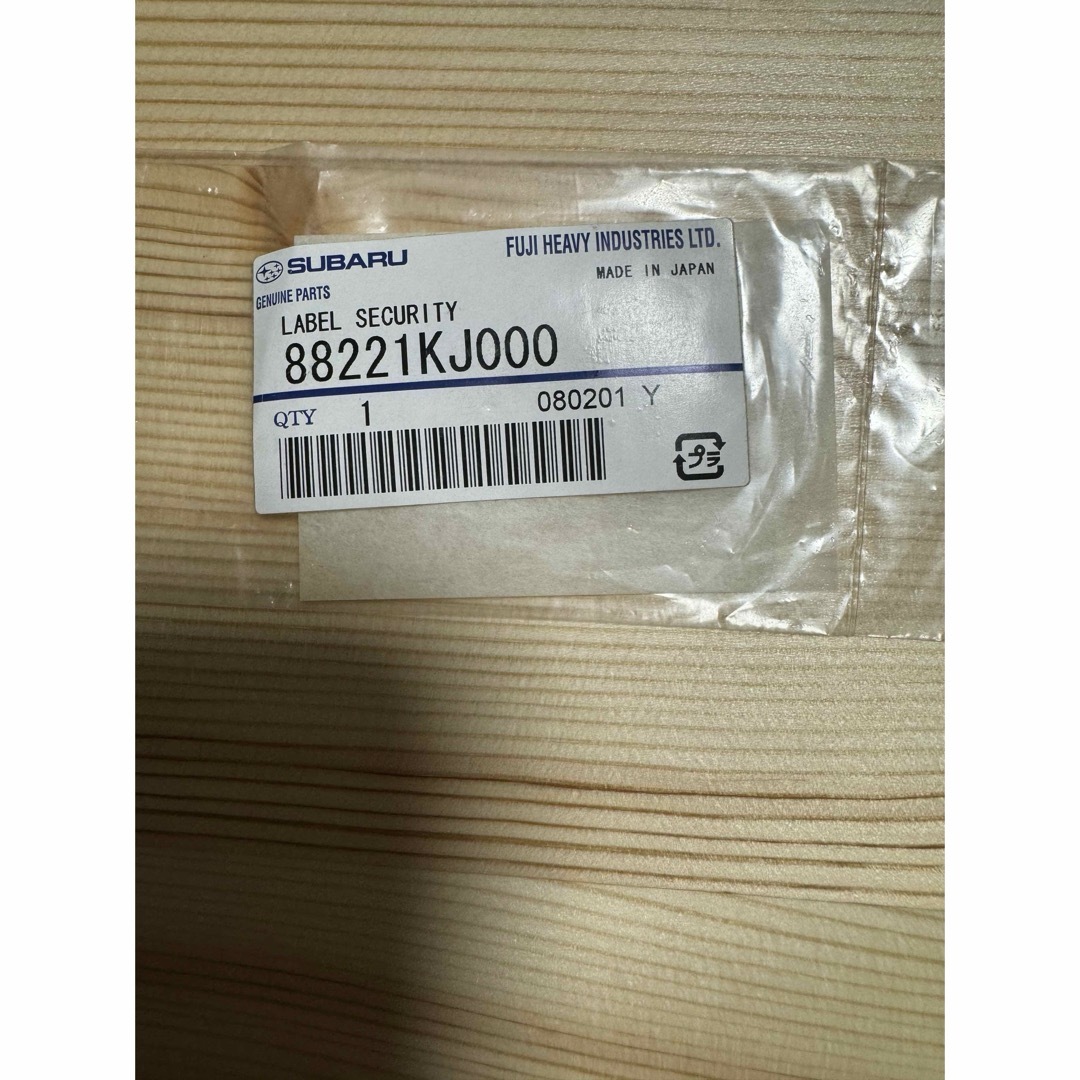 SUBARU
FUJI HEAVY INDUSTRIES LTD.
GENUINE PARTS
MADE IN JAPAN
LABEL SECURITY
88221KJ000
QTY 1 080201 Y
プラ